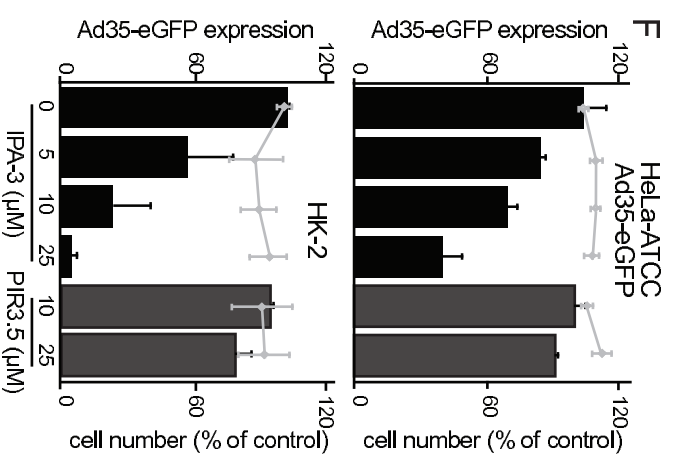 F
HeLa-ATCC
Ad35-eGFP
Ad35-eGFP expression
120
60
0
120
60
0
cell number (% of control)
HK-2
Ad35-eGFP expression
120
60
0
120
60
0
cell number (% of control)
0 5 10 25 10 25
IPA-3 (μM) PIR3.5 (μM)